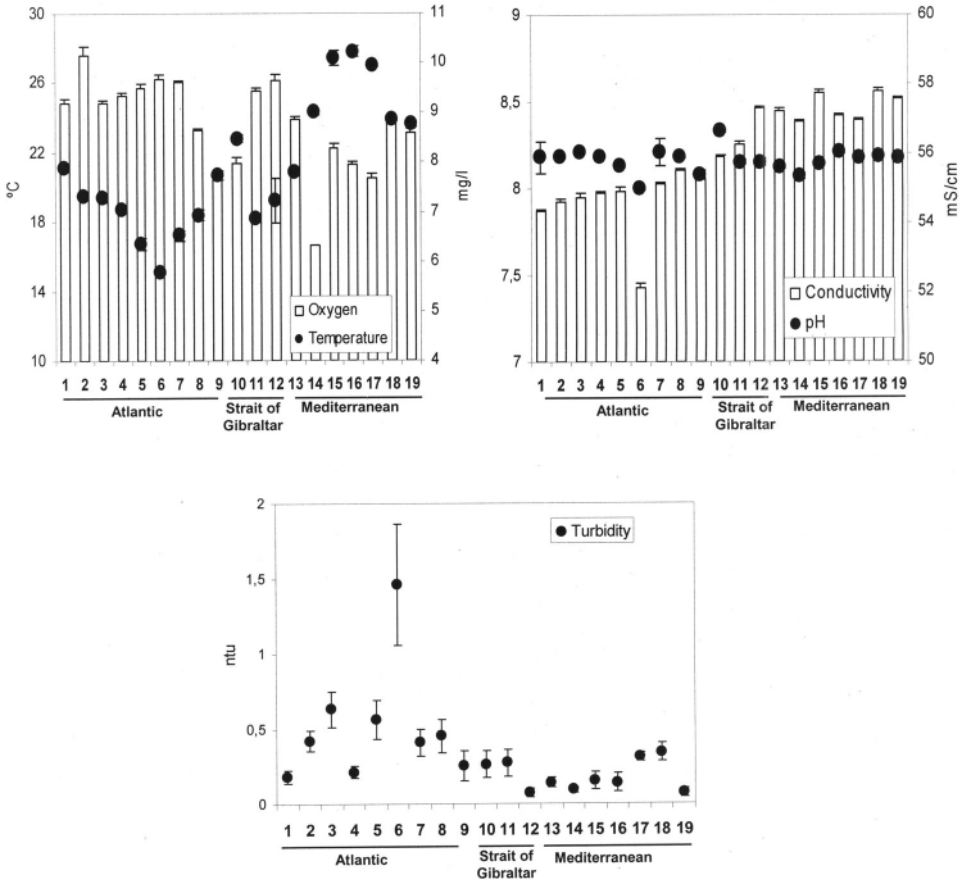 30
26
22
18
14
10
ºC
11
10
9
8
7
6
5
4
mg/l
Oxygen
Temperature
1 2 3 4 5 6 7 8 9 10 11 12 13 14 15 16 17 18 19
Atlantic
Strait of
Gibraltar
Mediterranean
9
8,5
8
7,5
7
60
58
56
54
52
50
mS/cm
Conductivity
pH
1 2 3 4 5 6 7 8 9 10 11 12 13 14 15 16 17 18 19
Atlantic
Strait of
Gibraltar
Mediterranean
2
1,5
1
0,5
0
ntu
Turbidity
1 2 3 4 5 6 7 8 9 10 11 12 13 14 15 16 17 18 19
Atlantic
Strait of
Gibraltar
Mediterranean